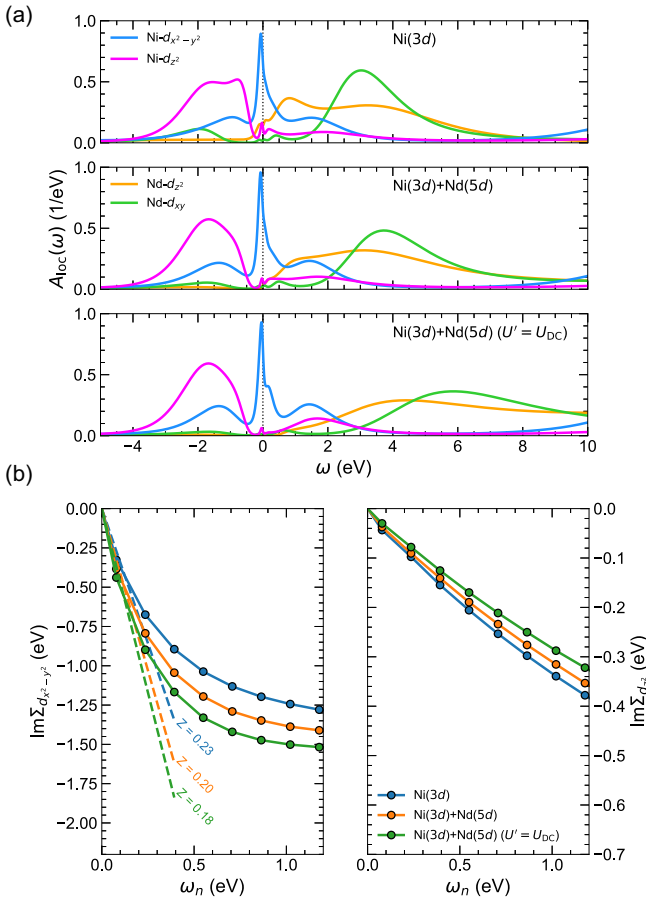 (a)
Ni(3d)
Ni-d_{x²−y²}
Ni-d_{z²}
1.0
0.5
0.0
Ni(3d)+Nd(5d)
Nd-d_{z²}
Nd-d_{xy}
1.0
0.5
0.0
A_{loc}(ω) (1/eV)
Ni(3d)+Nd(5d) (U′ = U_{DC})
1.0
0.5
0.0
−4 −2 0 2 4 6 8 10
ω (eV)
(b)
0.00
−0.25
−0.50
−0.75
−1.00
−1.25
−1.50
−1.75
−2.00
ImΣ_{d_{x²−y²}} (eV)
Z = 0.23
Z = 0.20
Z = 0.18
0.0 0.5 1.0
ω_n (eV)
−0.0
−0.1
−0.2
−0.3
−0.4
−0.5
−0.6
−0.7
ImΣ_{d_{z²}} (eV)
Ni(3d)
Ni(3d)+Nd(5d)
Ni(3d)+Nd(5d) (U′ = U_{DC})
0.0 0.5 1.0
ω_n (eV)